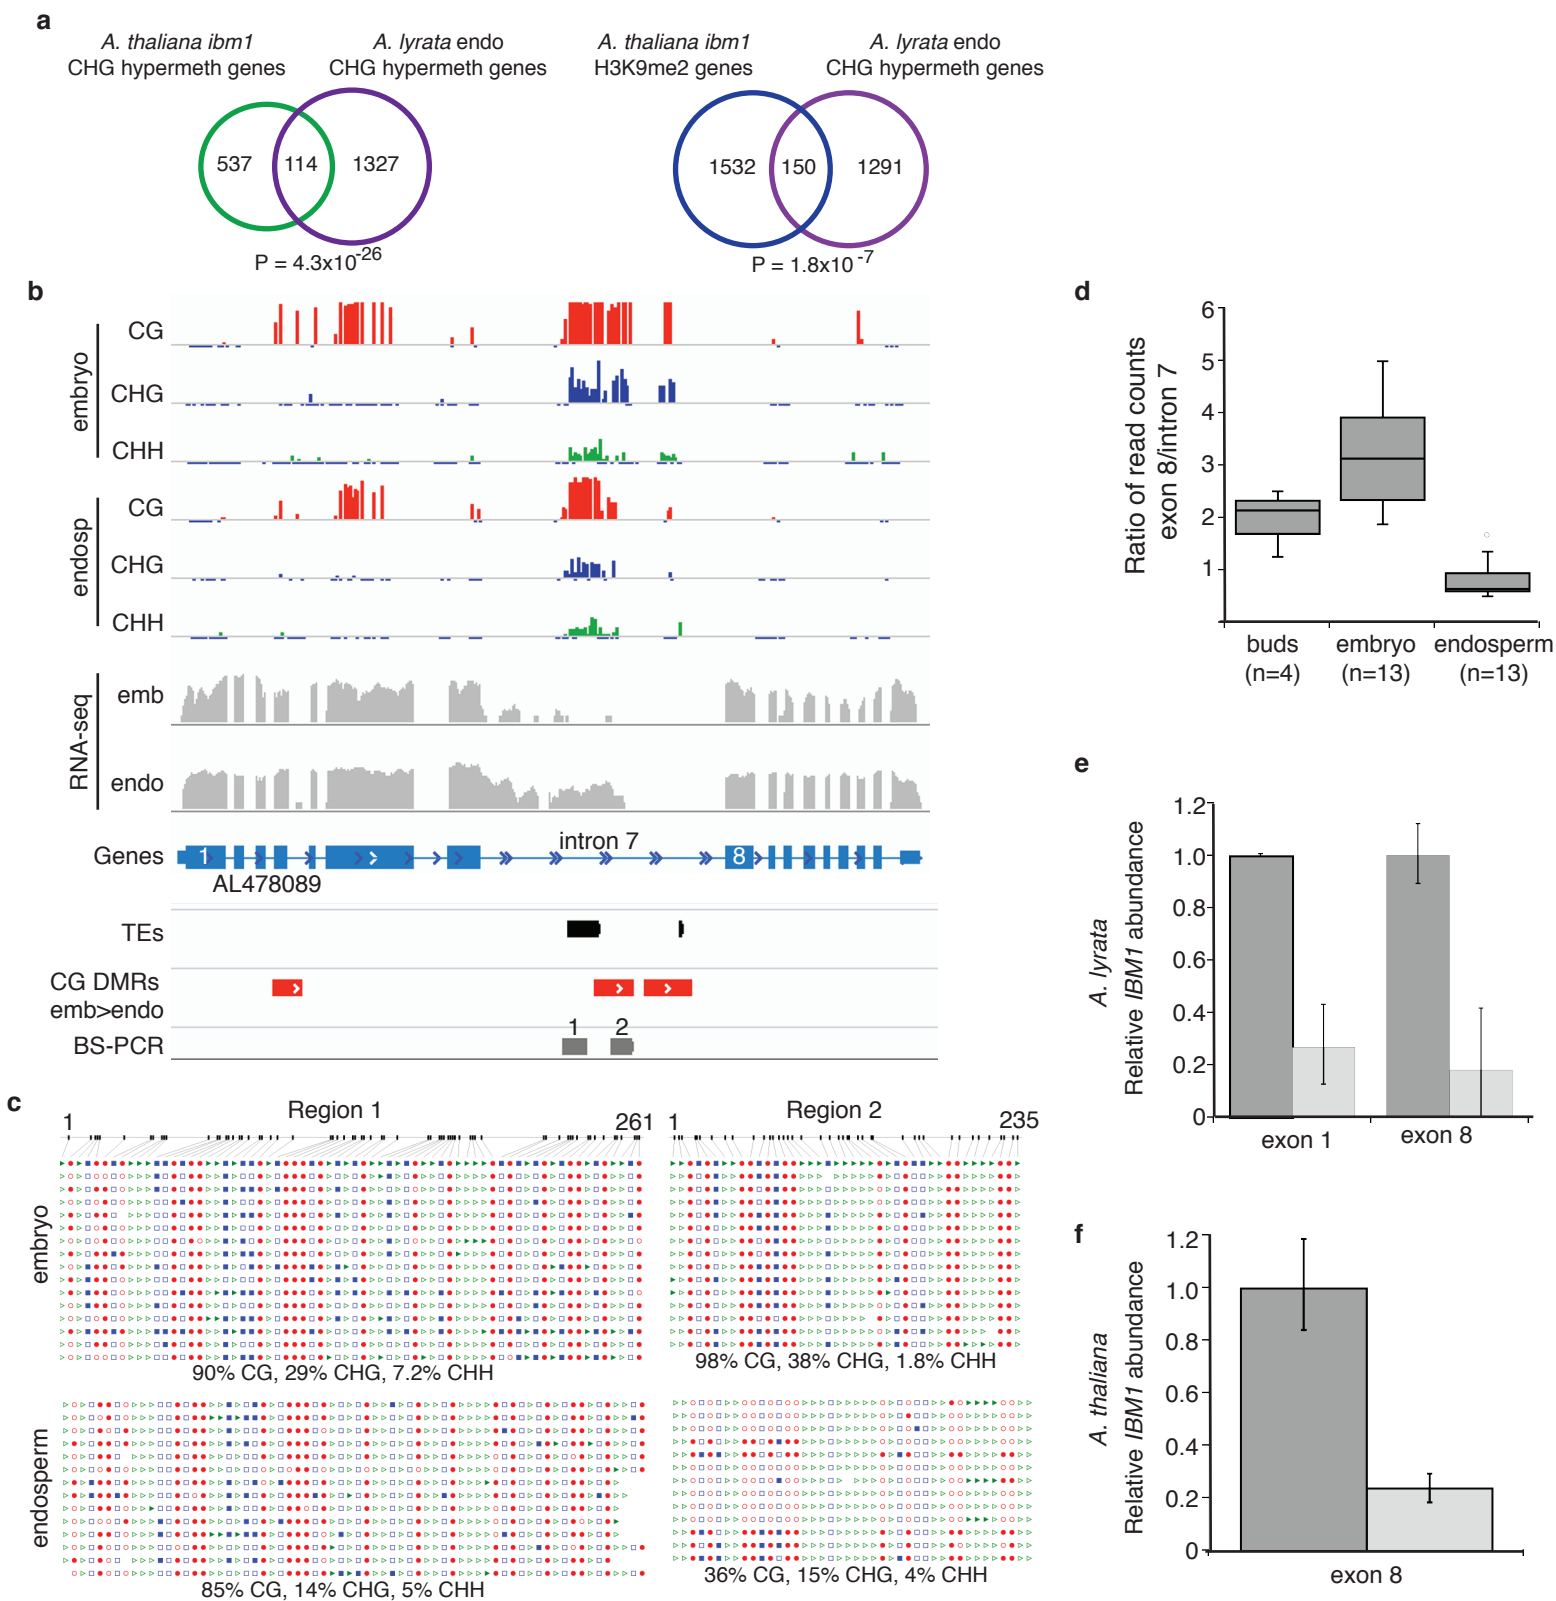 a
A. thaliana ibm1
CHG hypermeth genes
A. lyrata endo
CHG hypermeth genes
A. thaliana ibm1
H3K9me2 genes
A. lyrata endo
CHG hypermeth genes
537 114 1327
1532 150 1291
P = 4.3x10-26
P = 1.8x10-7
b
embryo
CG
CHG
CHH
endosp
CG
CHG
CHH
RNA-seq
emb
endo
Genes
1
intron 7
8
AL478089
TEs
CG DMRs
emb>endo
BS-PCR
1 2
c
1 Region 1 261
1 Region 2 235
embryo
90% CG, 29% CHG, 7.2% CHH
98% CG, 38% CHG, 1.8% CHH
endosperm
85% CG, 14% CHG, 5% CHH
36% CG, 15% CHG, 4% CHH
d
Ratio of read counts
exon 8/intron 7
6
5
4
3
2
1
buds
(n=4)
embryo
(n=13)
endosperm
(n=13)
e
A. lyrata
Relative IBM1 abundance
1.2
1.0
0.8
0.6
0.4
0.2
0
exon 1 exon 8
f
A. thaliana
Relative IBM1 abundance
1.2
1.0
0.8
0.6
0.4
0.2
0
exon 8